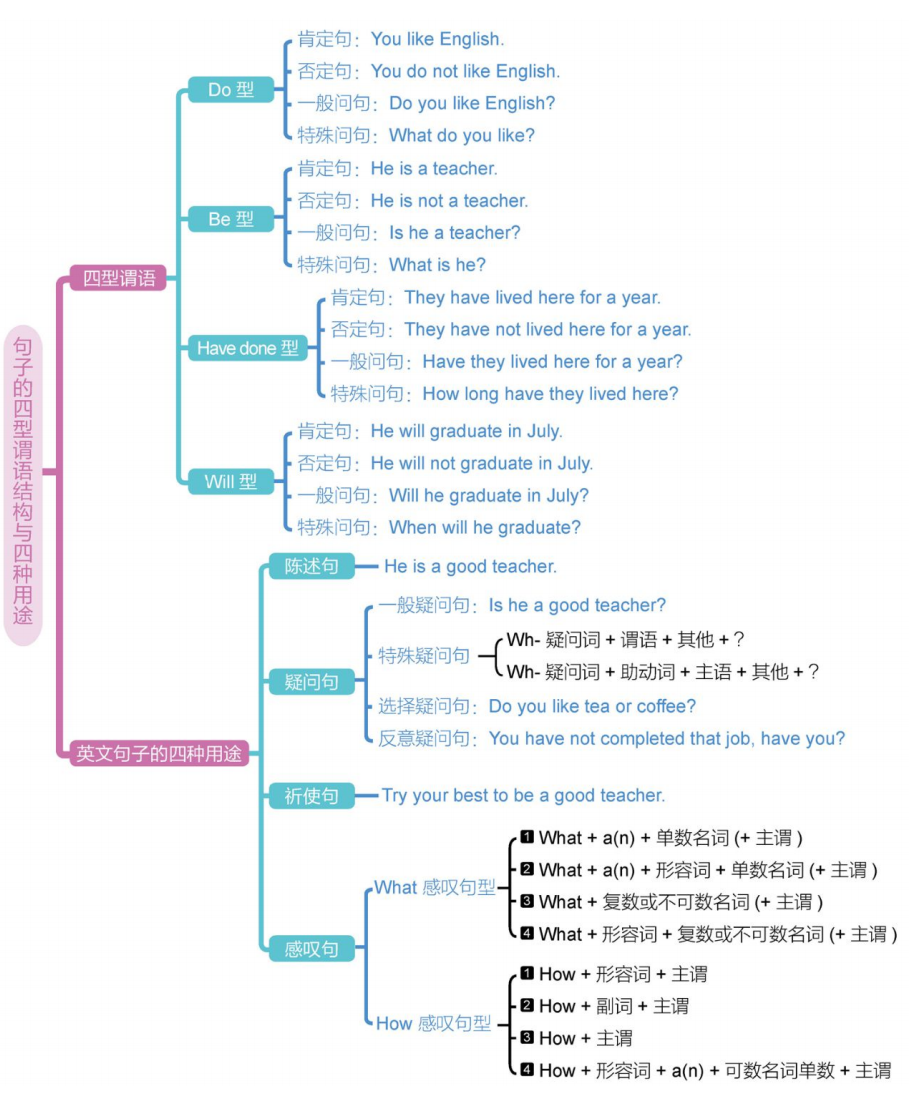 句子的四型谓语结构与四种用途
四型谓语
Do 型
肯定句：You like English.
否定句：You do not like English.
一般问句：Do you like English?
特殊问句：What do you like?
Be 型
肯定句：He is a teacher.
否定句：He is not a teacher.
一般问句：Is he a teacher?
特殊问句：What is he?
Have done 型
肯定句：They have lived here for a year.
否定句：They have not lived here for a year.
一般问句：Have they lived here for a year?
特殊问句：How long have they lived here?
Will 型
肯定句：He will graduate in July.
否定句：He will not graduate in July.
一般问句：Will he graduate in July?
特殊问句：When will he graduate?
英文句子的四种用途
陈述句
He is a good teacher.
疑问句
一般疑问句：Is he a good teacher?
特殊疑问句
Wh- 疑问词 + 谓语 + 其他 + ?
Wh- 疑问词 + 助动词 + 主语 + 其他 + ?
选择疑问句：Do you like tea or coffee?
反意疑问句：You have not completed that job, have you?
祈使句
Try your best to be a good teacher.
感叹句
What 感叹句型
1 What + a(n) + 单数名词 (+ 主谓 )
2 What + a(n) + 形容词 + 单数名词 (+ 主谓 )
3 What + 复数或不可数名词 (+ 主谓 )
4 What + 形容词 + 复数或不可数名词 (+ 主谓 )
How 感叹句型
1 How + 形容词 + 主谓
2 How + 副词 + 主谓
3 How + 主谓
4 How + 形容词 + a(n) + 可数名词单数 + 主谓